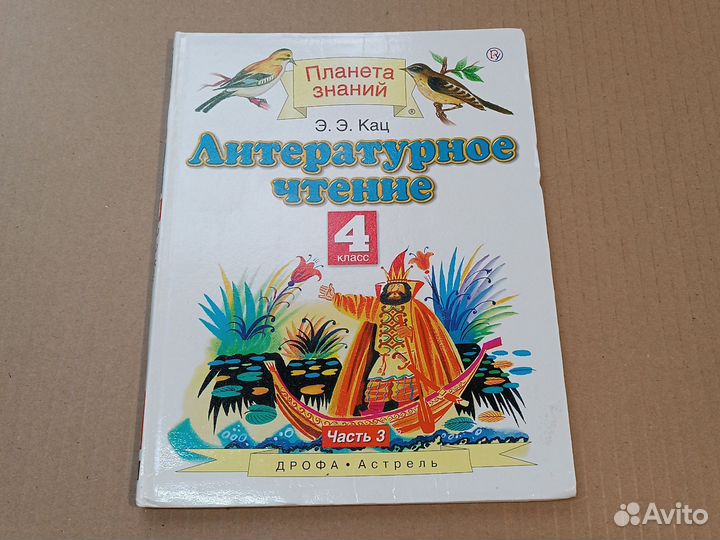 Планета
знаний
®
Э. Э. Кац
Литературное
чтение
4
класс
Часть 3
ДРОФА • Астрель
Avito